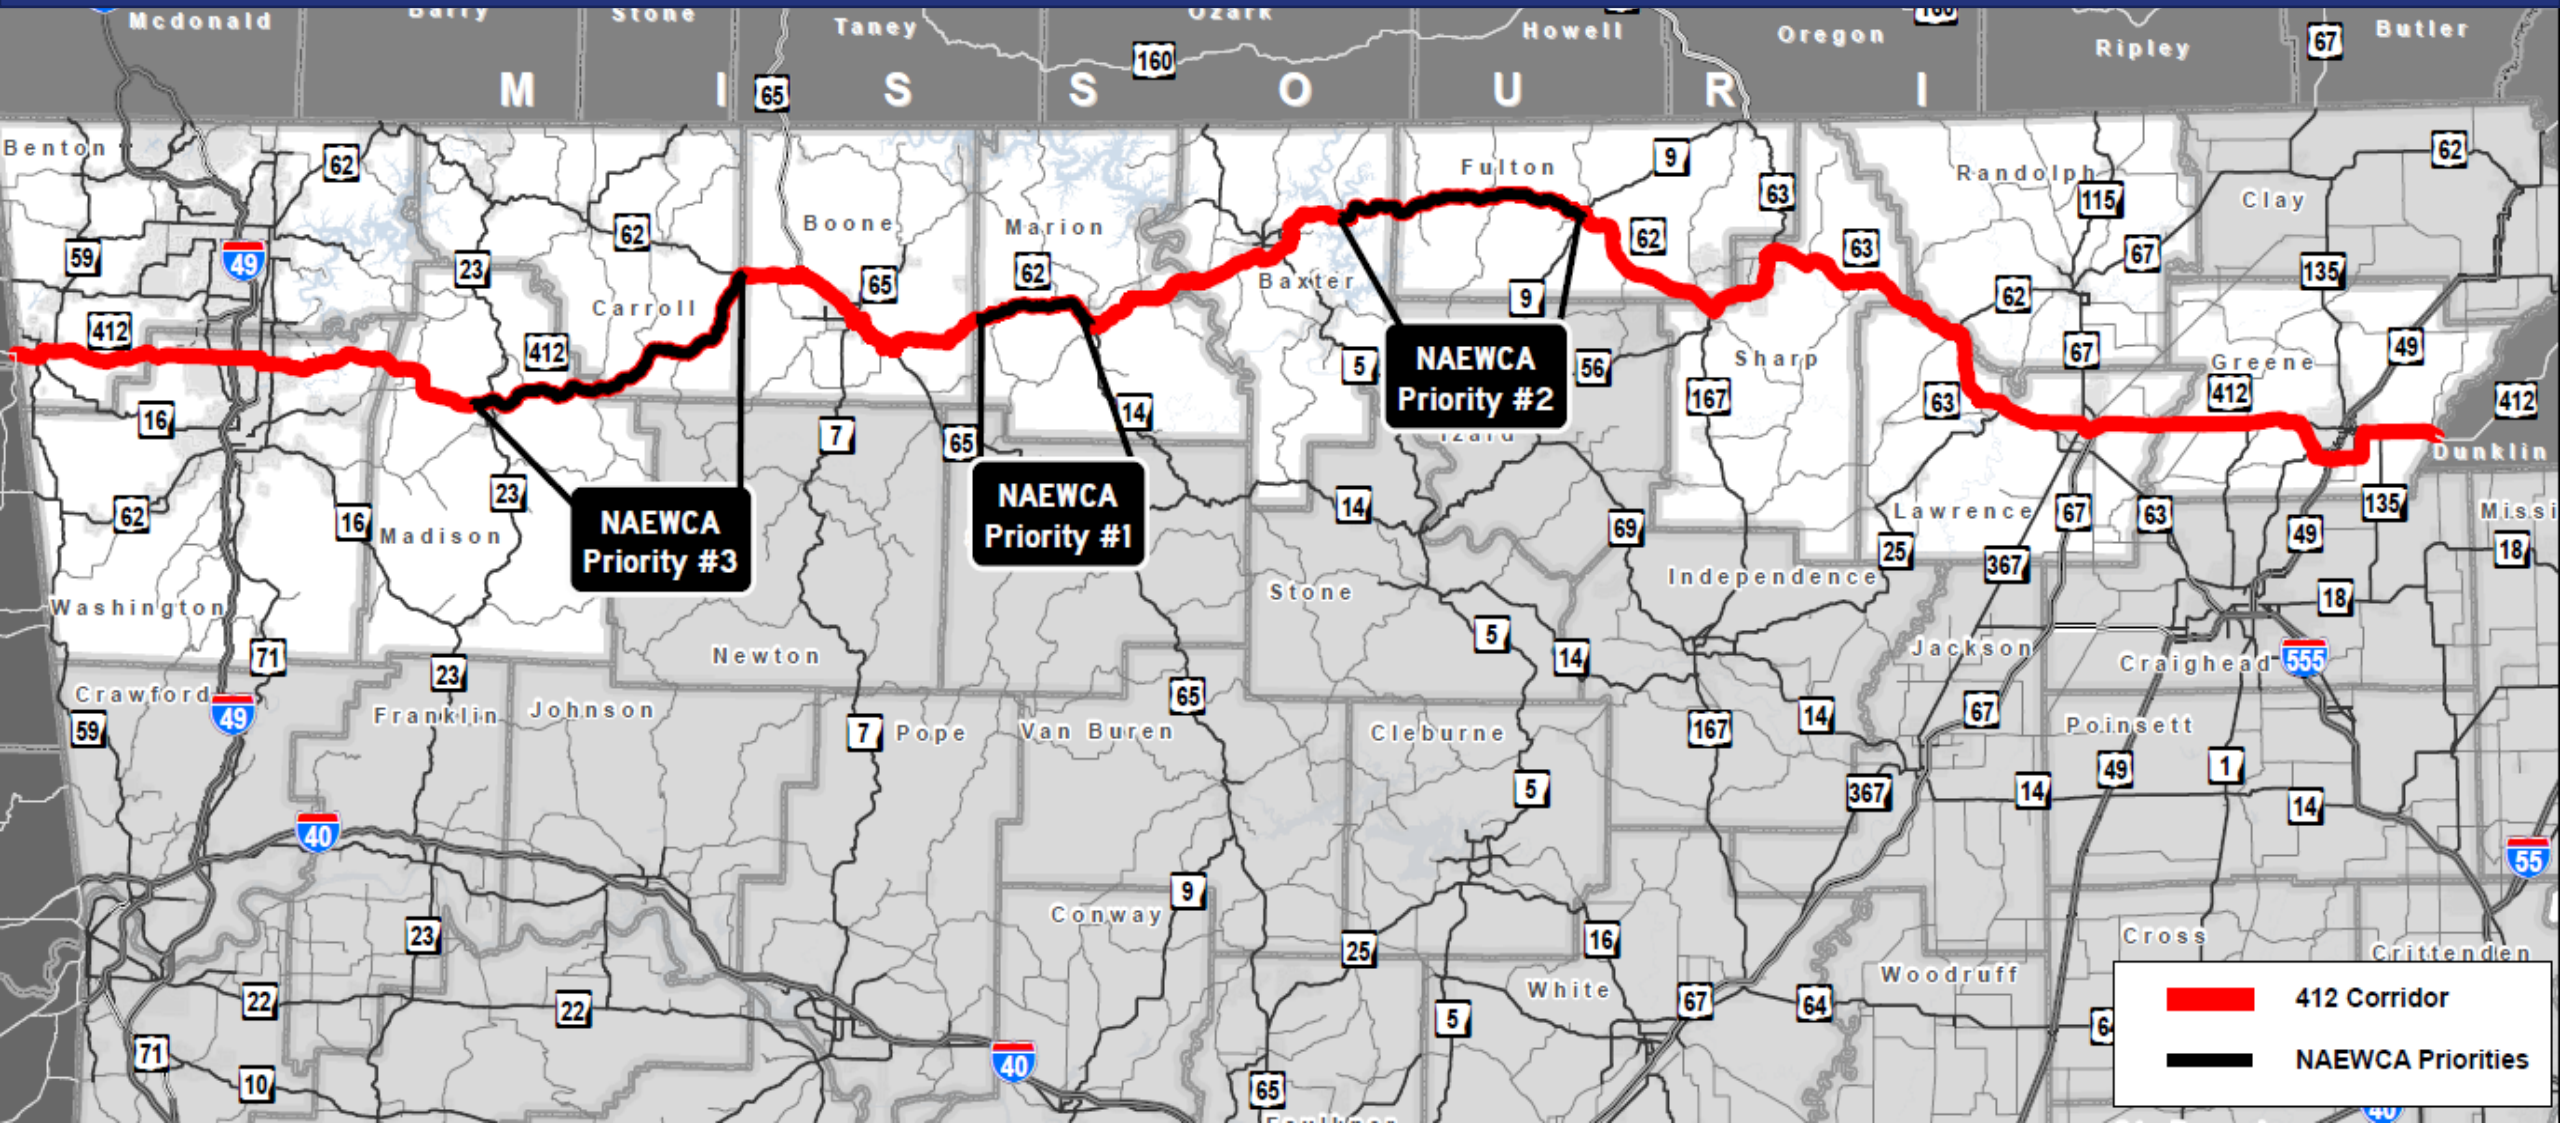 Mcdonald
Barry
Stone
Taney
Ozark
Howell
Oregon
160
Ripley
Butler
67
160
M I S S O U R I
65
Benton
62
Fulton
9
Randolph
62
63
115
Clay
59
49
23
62
Boone
Marion
62
63
67
65
62
Baxter
9
62
135
Carroll
412
412
5
NAEWCA
Priority #2
56
Sharp
67
Greene
49
16
7
65
14
167
63
412
412
Izard
Dunklin
62
16
23
Madison
NAEWCA
Priority #3
NAEWCA
Priority #1
14
69
Lawrence
25
367
67
63
49
135
Missi
18
Washington
71
Newton
Stone
5
14
Independence
Jackson
Craighead
18
555
Crawford
49
23
Franklin
Johnson
65
59
7
Pope
Van Buren
Cleburne
167
14
67
Poinsett
40
5
367
14
49
1
14
55
23
9
Conway
25
16
Cross
Crittenden
22
22
White
67
64
Woodruff
5
64
71
10
40
65
Faulkner
412 Corridor
NAEWCA Priorities
40